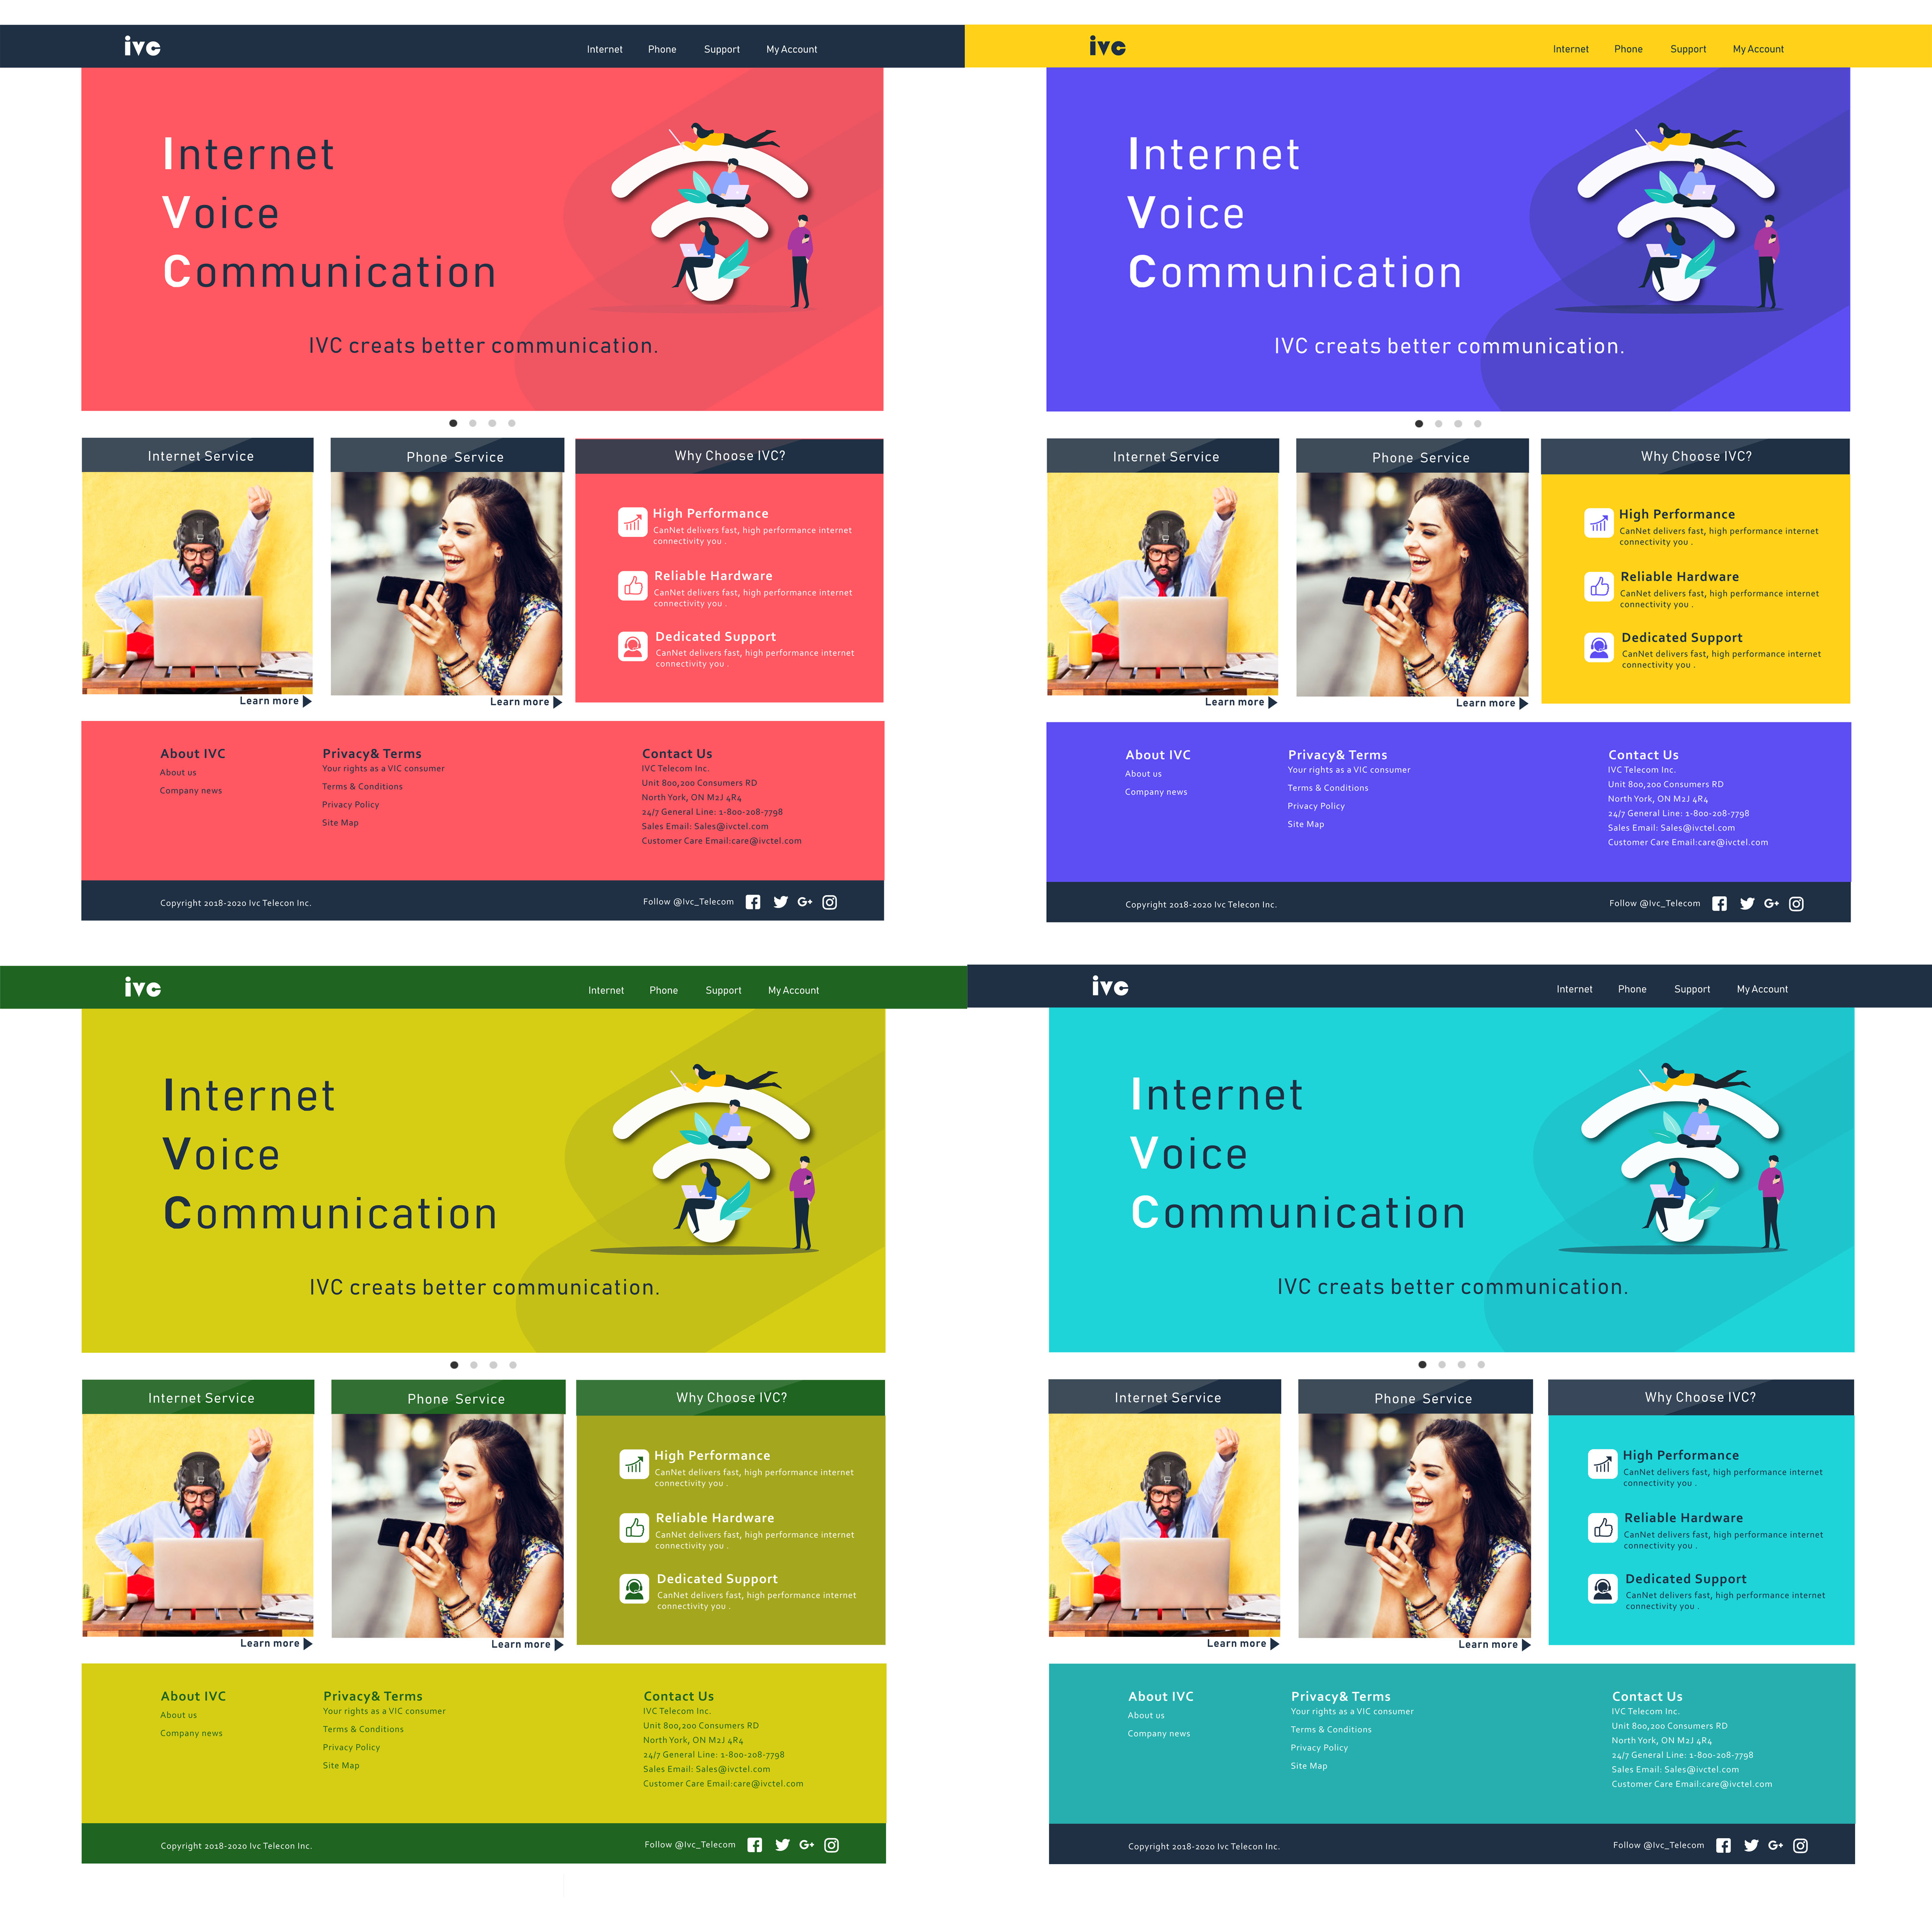 ivc
Internet Phone Support My Account
Internet
Voice
Communication
IVC creats better communication.
Internet Service
Phone Service
Why Choose IVC?
High Performance
CanNet delivers fast, high performance internet
connectivity you .
Reliable Hardware
CanNet delivers fast, high performance internet
connectivity you .
Dedicated Support
CanNet delivers fast, high performance internet
connectivity you .
Learn more
Learn more
About IVC
About us
Company news
Privacy& Terms
Your rights as a VIC consumer
Terms & Conditions
Privacy Policy
Site Map
Contact Us
IVC Telecom Inc.
Unit 800,200 Consumers RD
North York, ON M2J 4R4
24/7 General Line: 1-800-208-7798
Sales Email: Sales@ivctel.com
Customer Care Email:care@ivctel.com
Copyright 2018-2020 Ivc Telecon Inc.
Follow @Ivc_Telecom
ivc
Internet Phone Support My Account
Internet
Voice
Communication
IVC creats better communication.
Internet Service
Phone Service
Why Choose IVC?
High Performance
CanNet delivers fast, high performance internet
connectivity you .
Reliable Hardware
CanNet delivers fast, high performance internet
connectivity you .
Dedicated Support
CanNet delivers fast, high performance internet
connectivity you .
Learn more
Learn more
About IVC
About us
Company news
Privacy& Terms
Your rights as a VIC consumer
Terms & Conditions
Privacy Policy
Site Map
Contact Us
IVC Telecom Inc.
Unit 800,200 Consumers RD
North York, ON M2J 4R4
24/7 General Line: 1-800-208-7798
Sales Email: Sales@ivctel.com
Customer Care Email:care@ivctel.com
Copyright 2018-2020 Ivc Telecon Inc.
Follow @Ivc_Telecom
ivc
Internet Phone Support My Account
Internet
Voice
Communication
IVC creats better communication.
Internet Service
Phone Service
Why Choose IVC?
High Performance
CanNet delivers fast, high performance internet
connectivity you .
Reliable Hardware
CanNet delivers fast, high performance internet
connectivity you .
Dedicated Support
CanNet delivers fast, high performance internet
connectivity you .
Learn more
Learn more
About IVC
About us
Company news
Privacy& Terms
Your rights as a VIC consumer
Terms & Conditions
Privacy Policy
Site Map
Contact Us
IVC Telecom Inc.
Unit 800,200 Consumers RD
North York, ON M2J 4R4
24/7 General Line: 1-800-208-7798
Sales Email: Sales@ivctel.com
Customer Care Email:care@ivctel.com
Copyright 2018-2020 Ivc Telecon Inc.
Follow @Ivc_Telecom
ivc
Internet Phone Support My Account
Internet
Voice
Communication
IVC creats better communication.
Internet Service
Phone Service
Why Choose IVC?
High Performance
CanNet delivers fast, high performance internet
connectivity you .
Reliable Hardware
CanNet delivers fast, high performance internet
connectivity you .
Dedicated Support
CanNet delivers fast, high performance internet
connectivity you .
Learn more
Learn more
About IVC
About us
Company news
Privacy& Terms
Your rights as a VIC consumer
Terms & Conditions
Privacy Policy
Site Map
Contact Us
IVC Telecom Inc.
Unit 800,200 Consumers RD
North York, ON M2J 4R4
24/7 General Line: 1-800-208-7798
Sales Email: Sales@ivctel.com
Customer Care Email:care@ivctel.com
Copyright 2018-2020 Ivc Telecon Inc.
Follow @Ivc_Telecom